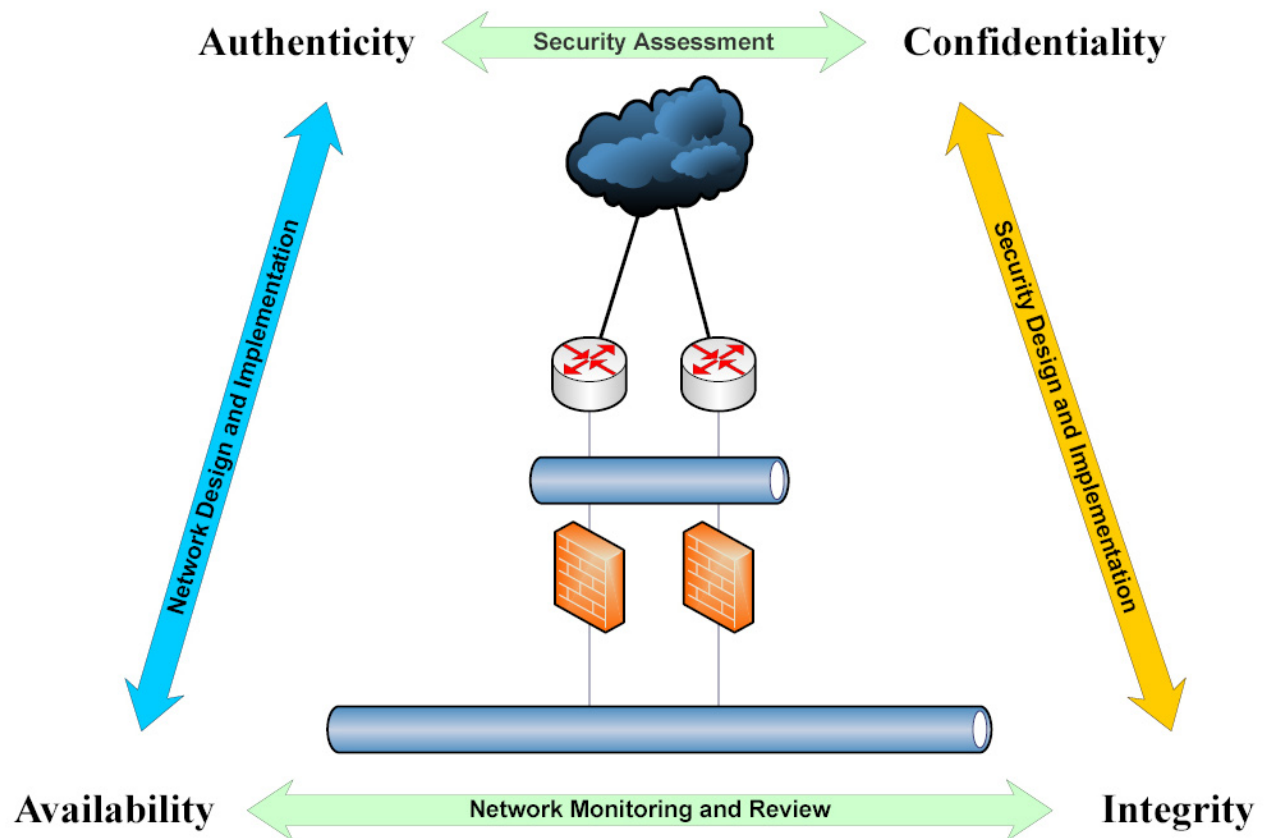 Authenticity
Security Assessment
Confidentiality
Network Design and Implementation
Security Design and Implementation
Availability
Network Monitoring and Review
Integrity